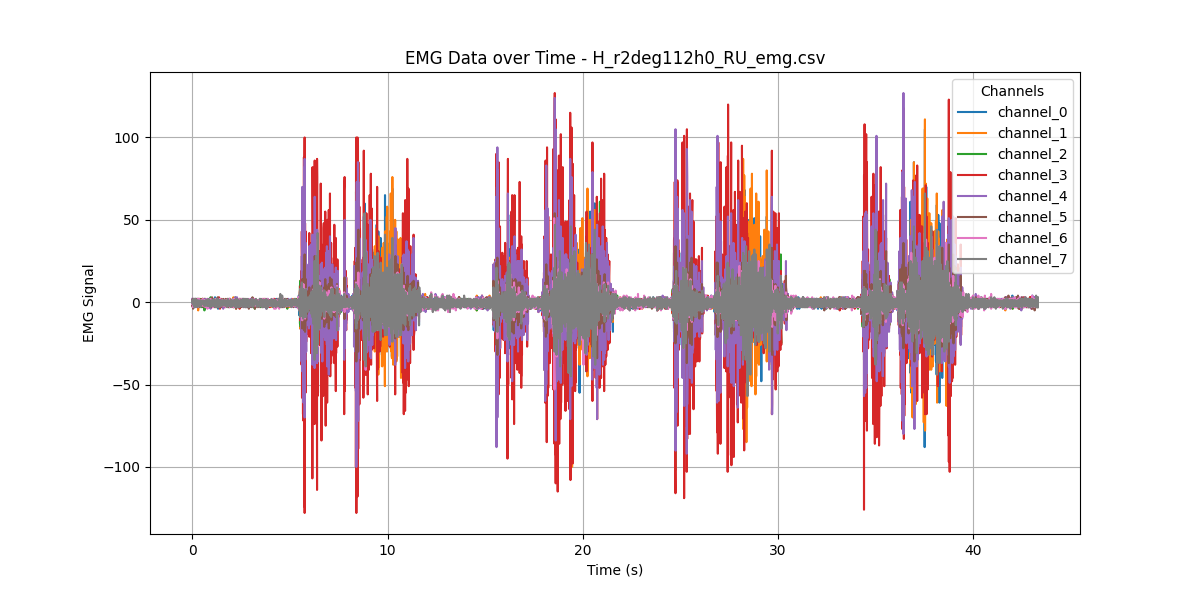 EMG Data over Time - H_r2deg112h0_RU_emg.csv
Channels
channel_0
channel_1
channel_2
channel_3
channel_4
channel_5
channel_6
channel_7
EMG Signal
100
50
0
−50
−100
0 10 20 30 40
Time (s)